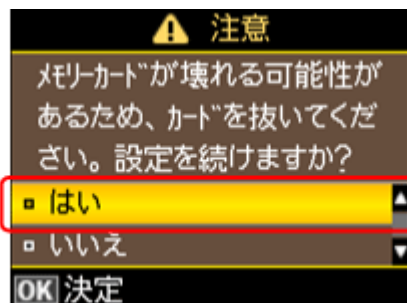 注意
ﾒﾓﾘｰｶｰﾄﾞが壊れる可能性が
あるため、ｶｰﾄﾞを抜いてくだ
さい。設定を続けますか?
はい
いいえ
OK 決定